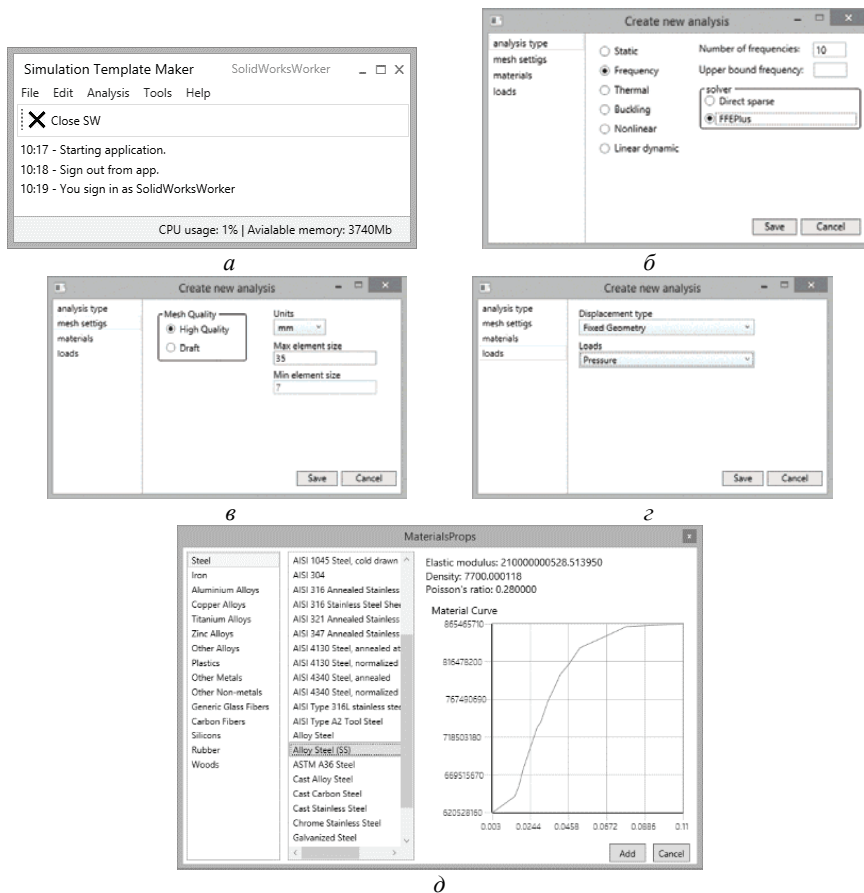 Simulation Template Maker SolidWorksWorker
File Edit Analysis Tools Help
Close SW
10:17 - Starting application.
10:18 - Sign out from app.
10:19 - You sign in as SolidWorksWorker
CPU usage: 1% | Avialable memory: 3740Mb
а
Create new analysis
analysis type
mesh settigs
materials
loads
Static
Frequency
Thermal
Buckling
Nonlinear
Linear dynamic
Number of frequencies: 10
Upper bound frequency:
solver
Direct sparse
FFEPlus
Save Cancel
б
Create new analysis
analysis type
mesh settigs
materials
loads
Mesh Quality
High Quality
Draft
Units
mm
Max element size
35
Min element size
7
Save Cancel
в
Create new analysis
analysis type
mesh settigs
materials
loads
Displacement type
Fixed Geometry
Loads
Pressure
Save Cancel
г
MaterialsProps
Steel
Iron
Aluminium Alloys
Copper Alloys
Titanium Alloys
Zinc Alloys
Other Alloys
Plastics
Other Metals
Other Non-metals
Generic Glass Fibers
Carbon Fibers
Silicons
Rubber
Woods
AISI 1045 Steel, cold drawn
AISI 304
AISI 316 Annealed Stainless
AISI 316 Stainless Steel Shee
AISI 321 Annealed Stainless
AISI 347 Annealed Stainless
AISI 4130 Steel, annealed at
AISI 4130 Steel, normalized
AISI 4340 Steel, annealed
AISI 4340 Steel, normalized
AISI Type 316L stainless stee
AISI Type A2 Tool Steel
Alloy Steel
Alloy Steel (SS)
ASTM A36 Steel
Cast Alloy Steel
Cast Carbon Steel
Cast Stainless Steel
Chrome Stainless Steel
Galvanized Steel
Elastic modulus: 210000000528.513950
Density: 7700.000118
Poisson's ratio: 0.280000
Material Curve
865465710
816478200
767490690
718503180
669515670
620528160
0.003 0.0244 0.0458 0.0672 0.0886 0.11
Add Cancel
д